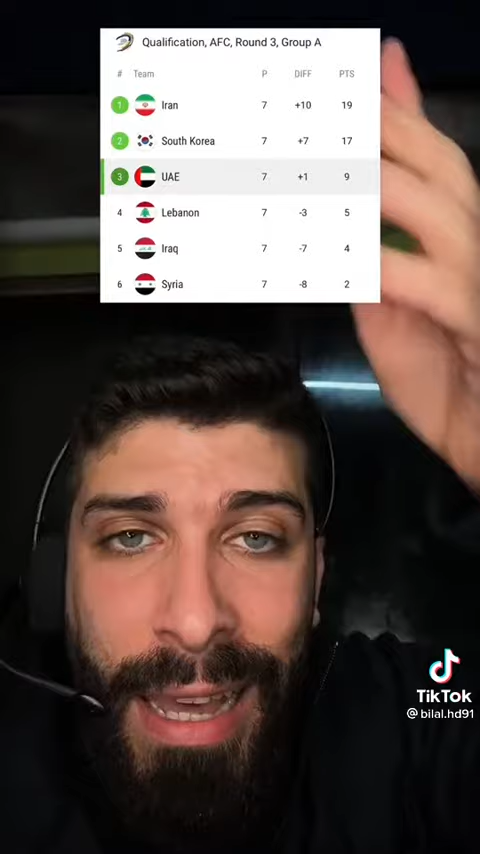 Qualification, AFC, Round 3, Group A
# Team P DIFF PTS
1 Iran 7 +10 19
2 South Korea 7 +7 17
3 UAE 7 +1 9
4 Lebanon 7 -3 5
5 Iraq 7 -7 4
6 Syria 7 -8 2
TikTok
@bilal.hd91